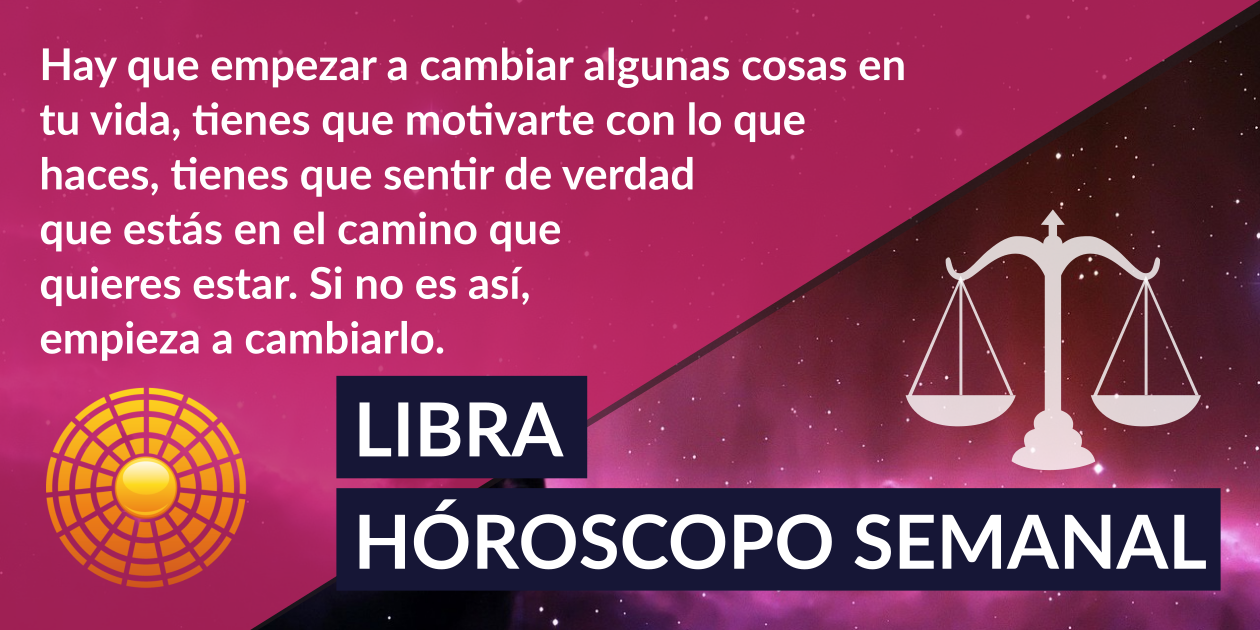 Hay que empezar a cambiar algunas cosas en
tu vida, tienes que motivarte con lo que
haces, tienes que sentir de verdad
que estás en el camino que
quieres estar. Si no es así,
empieza a cambiarlo.
LIBRA
HÓROSCOPO SEMANAL